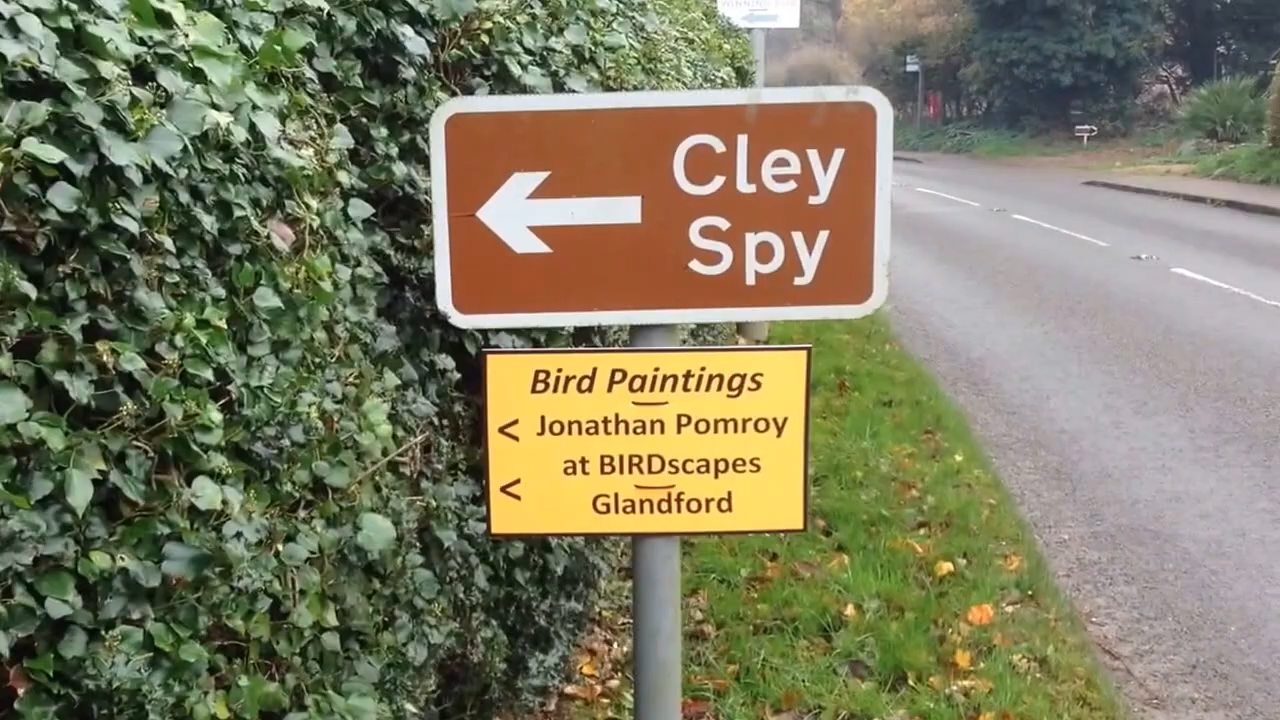 Cley
Spy
Bird Paintings
< Jonathan Pomroy
at BIRDscapes
< Glandford